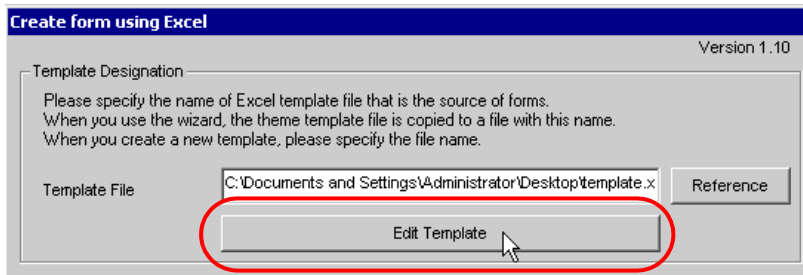 Create form using Excel
Version 1.10
Template Designation
Please specify the name of Excel template file that is the source of forms.
When you use the wizard, the theme template file is copied to a file with this name.
When you create a new template, please specify the file name.
Template File C:\Documents and Settings\Administrator\Desktop\template.x Reference
Edit Template